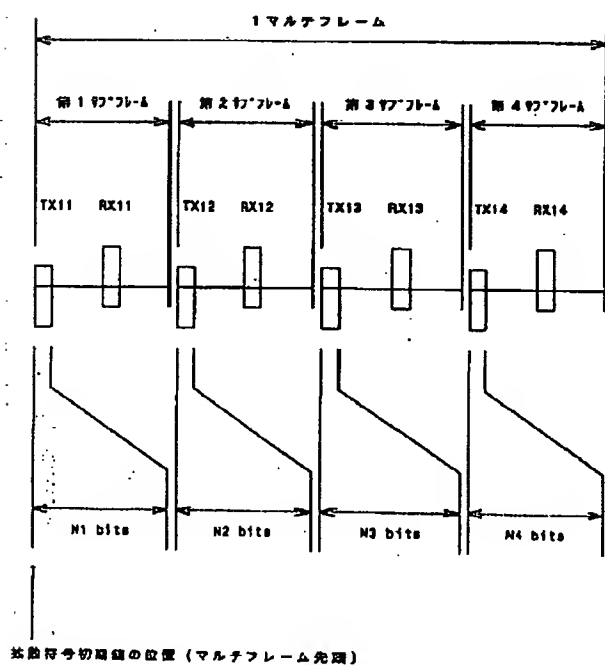 1マルチフレーム
第1サブフレーム 第2サブフレーム 第3サブフレーム 第4サブフレーム
TX11 RX11 TX12 RX12 TX13 RX13 TX14 RX14
N1 bits N2 bits N3 bits N4 bits
拡散符号初期値の位置(マルチフレーム先頭)